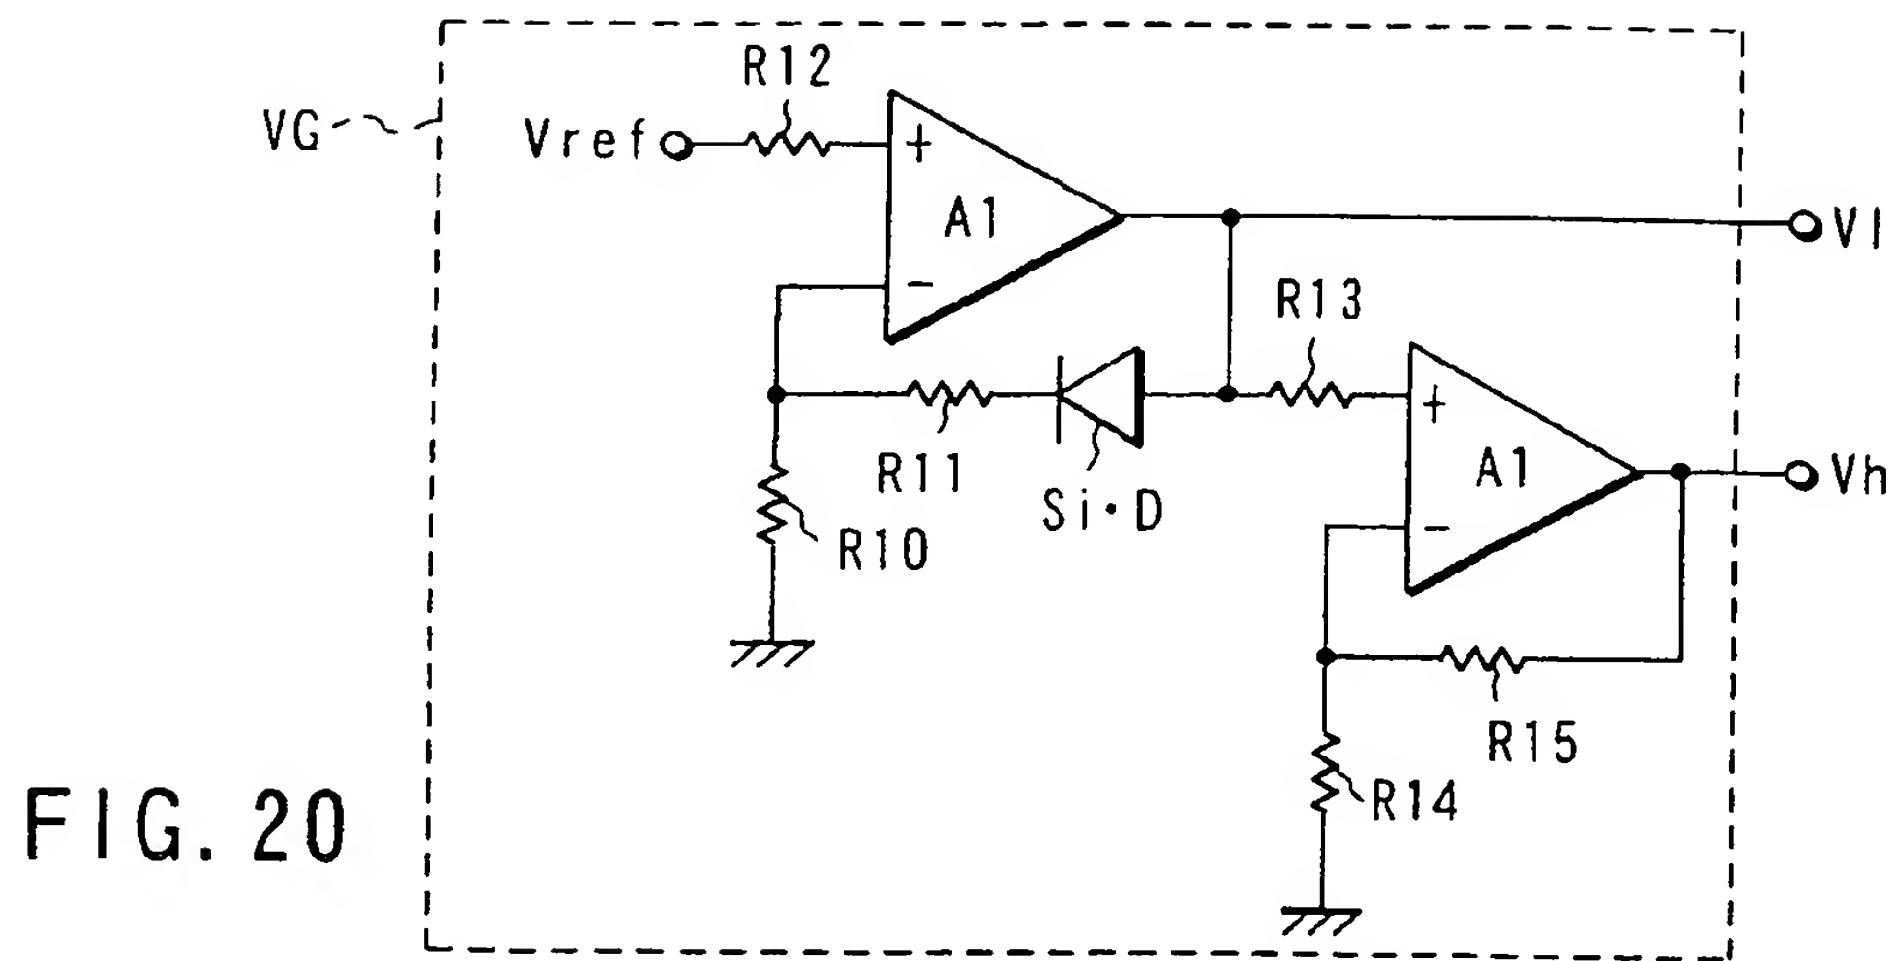 R12
VG
Vref
+
A1
-
Vl
R13
+
A1
-
Vh
R11
Si·D
R10
R15
R14
FIG. 20